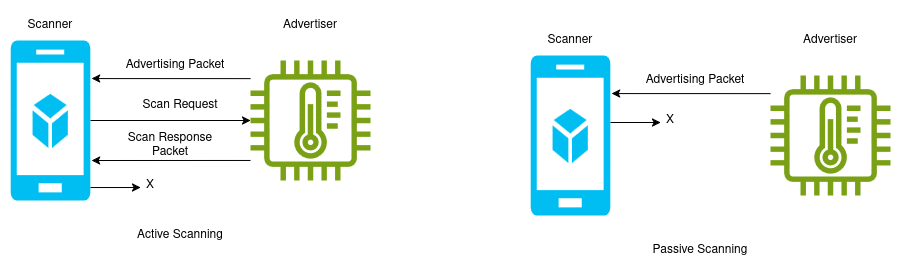 Scanner
Advertiser
Advertising Packet
Scan Request
Scan Response
Packet
X
Active Scanning
Scanner
Advertiser
Advertising Packet
X
Passive Scanning